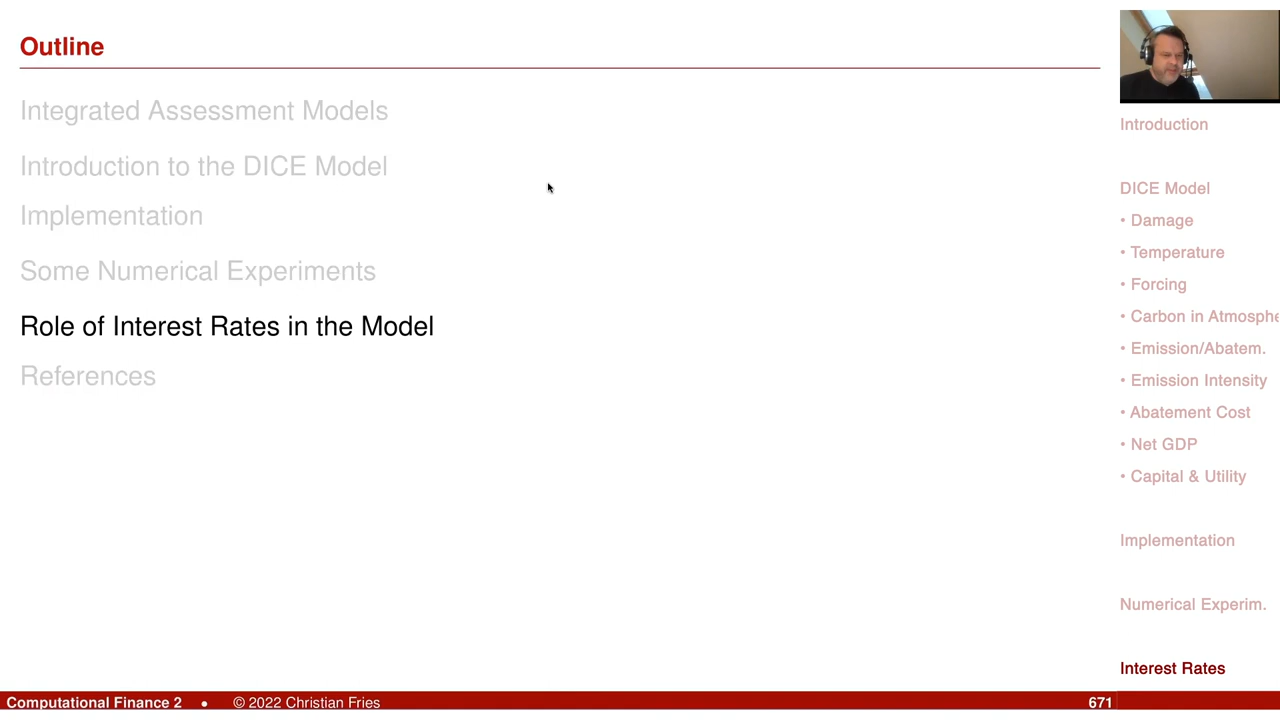 Outline
Integrated Assessment Models
Introduction to the DICE Model
Implementation
Some Numerical Experiments
Role of Interest Rates in the Model
References
Introduction
DICE Model
• Damage
• Temperature
• Forcing
• Carbon in Atmosphe
• Emission/Abatem.
• Emission Intensity
• Abatement Cost
• Net GDP
• Capital & Utility
Implementation
Numerical Experim.
Interest Rates
Computational Finance 2 • © 2022 Christian Fries 671